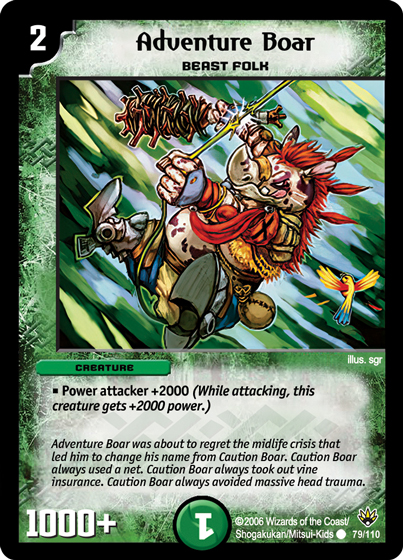 2
Adventure Boar
BEAST FOLK
illus. sgr
CREATURE
▪ Power attacker +2000 (While attacking, this
creature gets +2000 power.)
Adventure Boar was about to regret the midlife crisis that
led him to change his name from Caution Boar. Caution Boar
always used a net. Caution Boar always took out vine
insurance. Caution Boar always avoided massive head trauma.
1000+
1
©2006 Wizards of the Coast/
Shogakukan/Mitsui-Kids
79/110